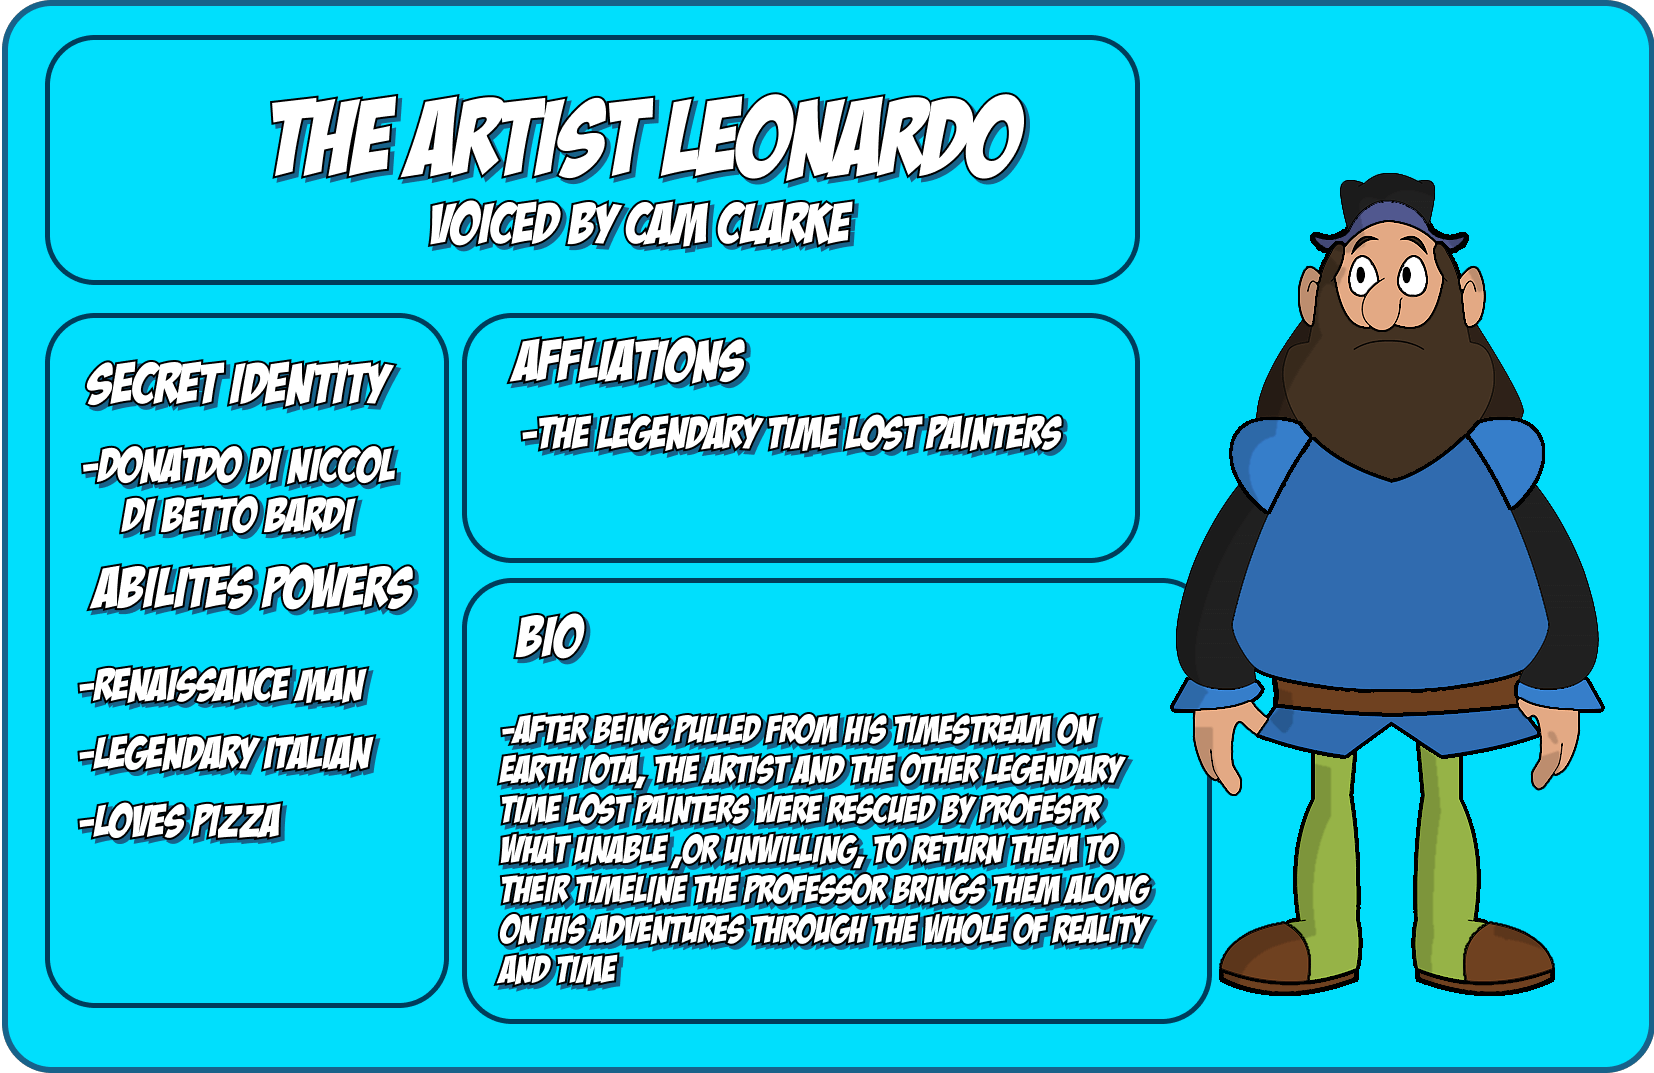 THE ARTIST LEONARDO
VOICED BY CAM CLARKE
SECRET IDENTITY
-DONATDO DI NICCOL
DI BETTO BARDI
ABILITES POWERS
-RENAISSANCE MAN
-LEGENDARY ITALIAN
-LOVES PIZZA
AFFLIATIONS
-THE LEGENDARY TIME LOST PAINTERS
BIO
-AFTER BEING PULLED FROM HIS TIMESTREAM ON
EARTH IOTA, THE ARTIST AND THE OTHER LEGENDARY
TIME LOST PAINTERS WERE RESCUED BY PROFESPR
WHAT UNABLE ,OR UNWILLING, TO RETURN THEM TO
THEIR TIMELINE THE PROFESSOR BRINGS THEM ALONG
ON HIS ADVENTURES THROUGH THE WHOLE OF REALITY
AND TIME